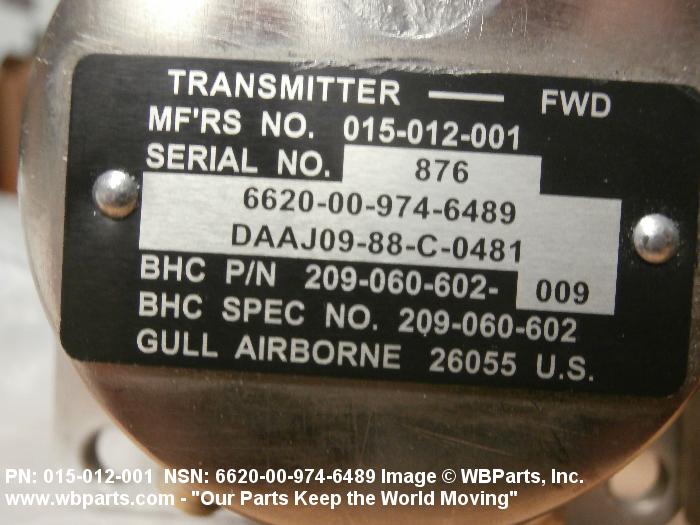 TRANSMITTER — FWD
MF'RS NO. 015-012-001
SERIAL NO. 876
6620-00-974-6489
DAAJ09-88-C-0481
BHC P/N 209-060-602- 009
BHC SPEC NO. 209-060-602
GULL AIRBORNE 26055 U.S.
PN: 015-012-001 NSN: 6620-00-974-6489 Image © WBParts, Inc.
www.wbparts.com - "Our Parts Keep the World Moving"